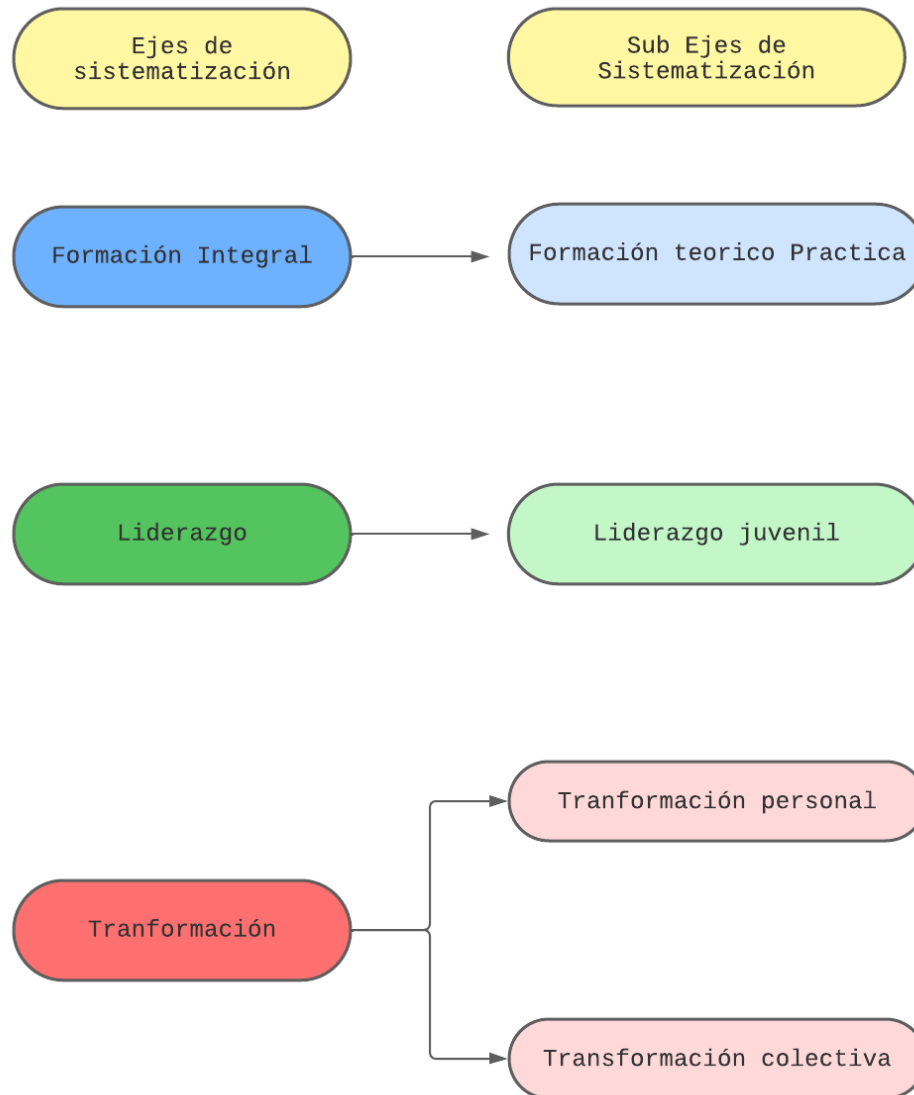 Ejes de
sistematización
Sub Ejes de
Sistematización
Formación Integral
Formación teorico Practica
Liderazgo
Liderazgo juvenil
Tranformación personal
Tranformación
Transformación colectiva